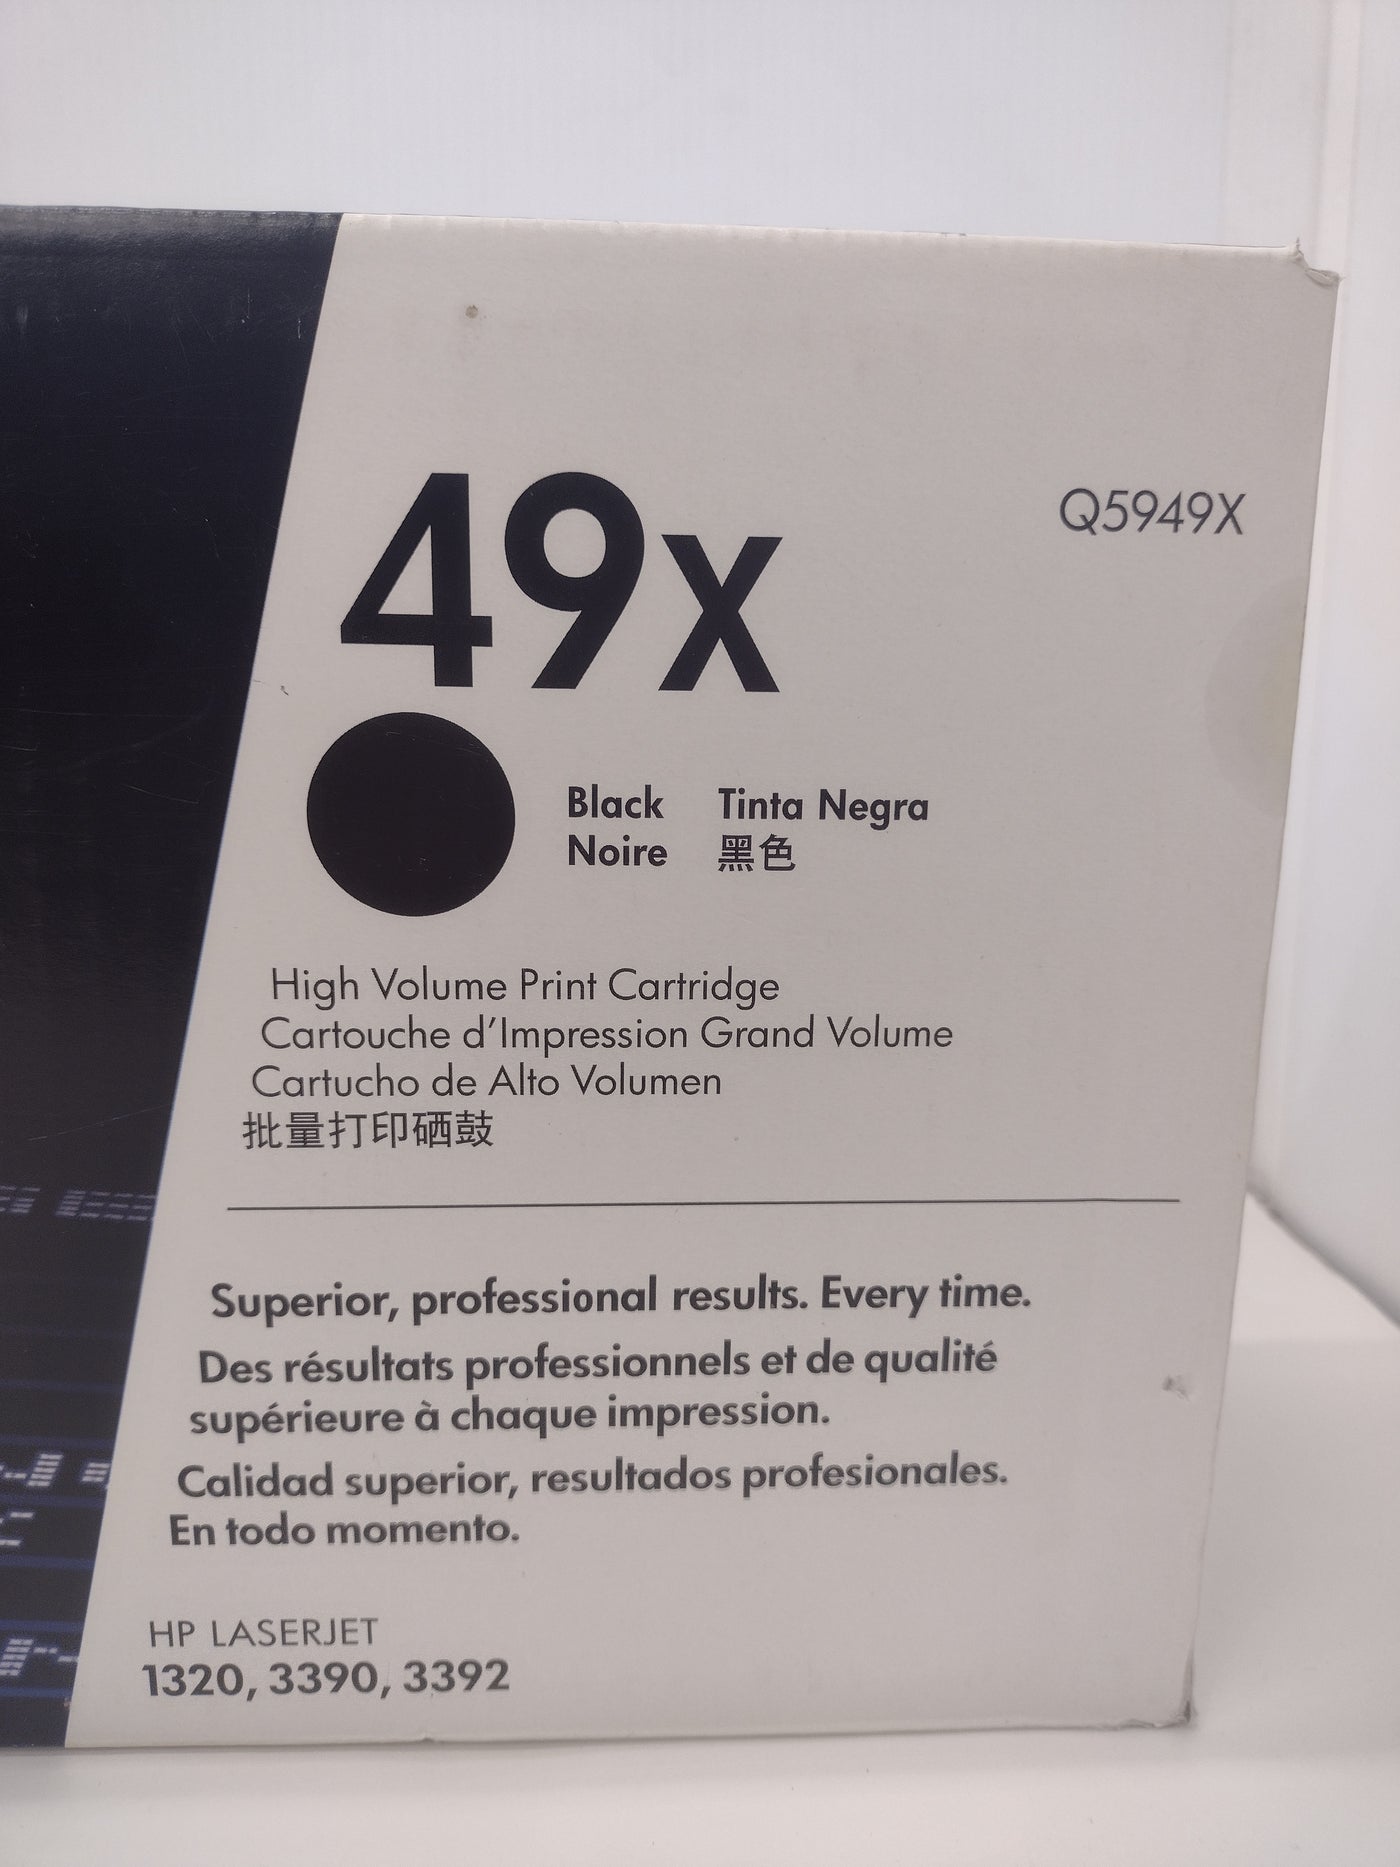 49X
Q5949X
Black
Noire
Tinta Negra
黑色
High Volume Print Cartridge
Cartouche d'Impression Grand Volume
Cartucho de Alto Volumen
批量打印硒鼓
Superior, professional results. Every time.
Des résultats professionnels et de qualité
supérieure à chaque impression.
Calidad superior, resultados profesionales.
En todo momento.
HP LASERJET
1320, 3390, 3392